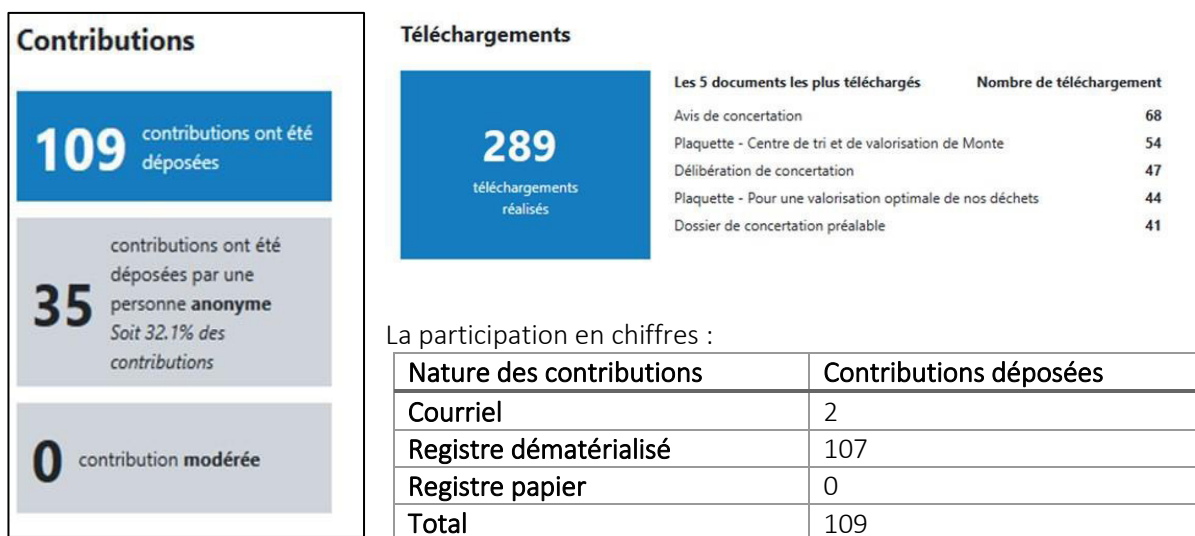 Contributions
109 contributions ont été
déposées
35 contributions ont été
déposées par une
personne anonyme
Soit 32.1% des
contributions
0 contribution modérée
Téléchargements
289
téléchargements
réalisés
Les 5 documents les plus téléchargés Nombre de téléchargement
Avis de concertation 68
Plaquette - Centre de tri et de valorisation de Monte 54
Délibération de concertation 47
Plaquette - Pour une valorisation optimale de nos déchets 44
Dossier de concertation préalable 41
La participation en chiffres :
Nature des contributions Contributions déposées
Courriel 2
Registre dématérialisé 107
Registre papier 0
Total 109